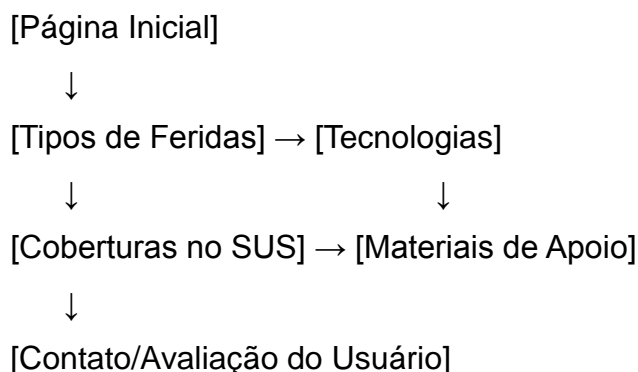 [Página Inicial]
↓
[Tipos de Feridas] → [Tecnologias]
↓ ↓
[Coberturas no SUS] → [Materiais de Apoio]
↓
[Contato/Avaliação do Usuário]